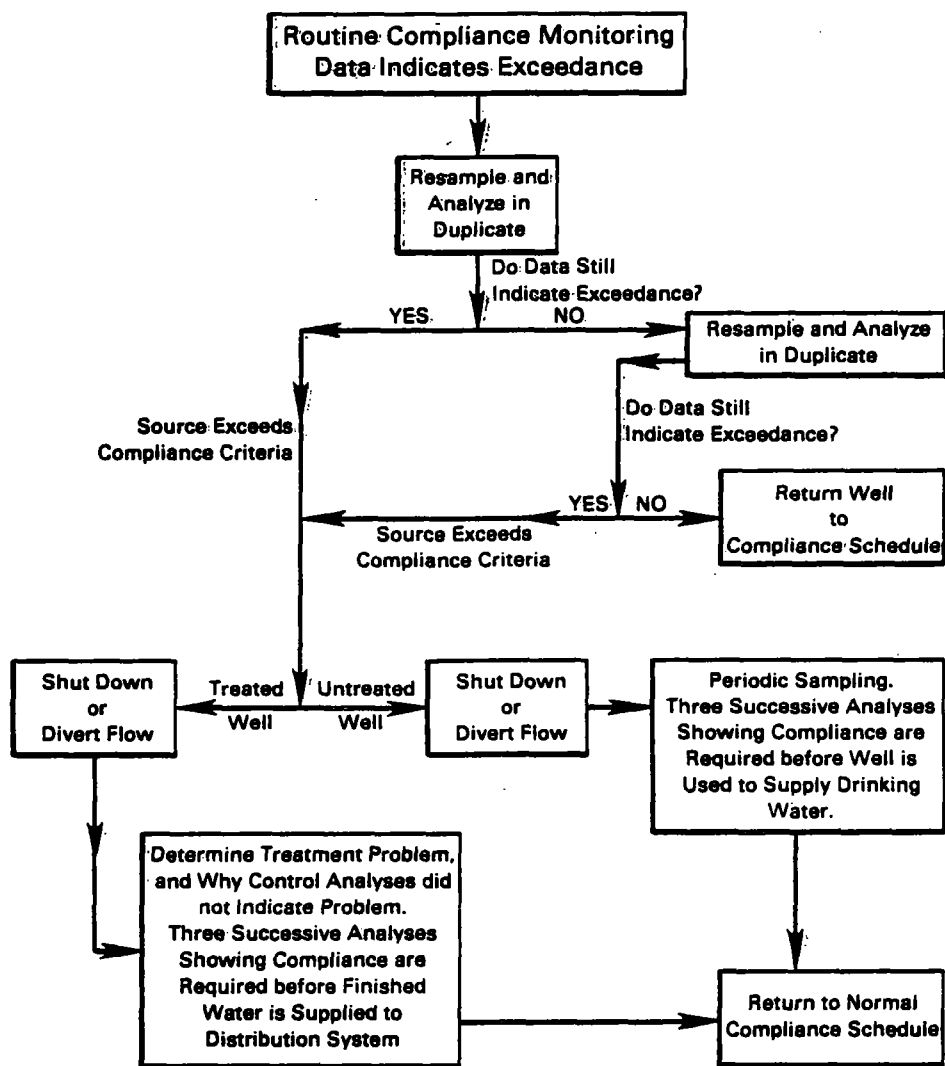 Routine Compliance Monitoring
Data Indicates Exceedance
Resample and
Analyze in
Duplicate
Do Data Still
Indicate Exceedance?
YES
NO
Resample and Analyze
in Duplicate
Source Exceeds
Compliance Criteria
Do Data Still
Indicate Exceedance?
YES
NO
Source Exceeds
Compliance Criteria
Return Well
to
Compliance Schedule
Shut Down
or
Divert Flow
Treated
Well
Untreated
Well
Shut Down
or
Divert Flow
Periodic Sampling.
Three Successive Analyses
Showing Compliance are
Required before Well is
Used to Supply Drinking
Water.
Determine Treatment Problem,
and Why Control Analyses did
not Indicate Problem.
Three Successive Analyses
Showing Compliance are
Required before Finished
Water is Supplied to
Distribution System
Return to Normal
Compliance Schedule